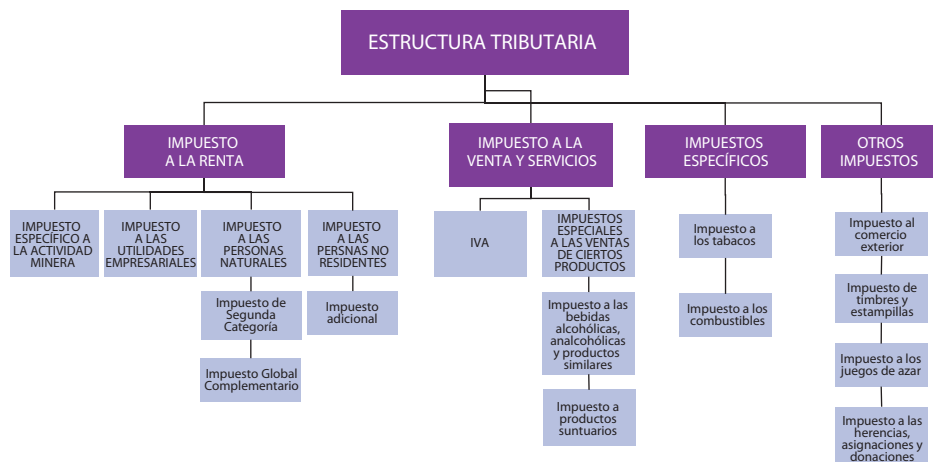 ESTRUCTURA TRIBUTARIA
IMPUESTO
A LA RENTA
IMPUESTO A LA
VENTA Y SERVICIOS
IMPUESTOS
ESPECÍFICOS
OTROS
IMPUESTOS
IMPUESTO
ESPECÍFICO A
LA ACTIVIDAD
MINERA
IMPUESTO
A LAS
UTILIDADES
EMPRESARIALES
IMPUESTO
A LAS
PERSONAS
NATURALES
IMPUESTO
A LAS
PERSNAS NO
RESIDENTES
Impuesto de
Segunda
Categoría
Impuesto
adicional
Impuesto Global
Complementario
IVA
IMPUESTOS
ESPECIALES
A LAS VENTAS
DE CIERTOS
PRODUCTOS
Impuesto a las
bebidas
alcohólicas,
analcohólicas
y productos
similares
Impuesto a
productos
suntuarios
Impuesto a
los tabacos
Impuesto a los
combustibles
Impuesto al
comercio
exterior
Impuesto de
timbres y
estampillas
Impuesto a los
juegos de azar
Impuesto a las
herencias,
asignaciones y
donaciones